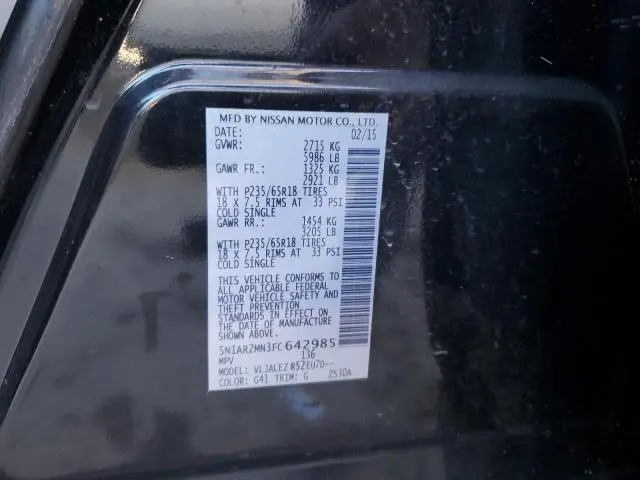 MFD BY NISSAN MOTOR CO., LTD.
DATE: 02/15
GVWR: 2715 KG
5986 LB
GAWR FR.: 1325 KG
2921 LB
WITH P235/65R18 TIRES
18 X 7.5 RIMS AT 33 PSI
COLD SINGLE
GAWR RR.: 1454 KG
3205 LB
WITH P235/65R18 TIRES
18 X 7.5 RIMS AT 33 PSI
COLD SINGLE
THIS VEHICLE CONFORMS TO
ALL APPLICABLE FEDERAL
MOTOR VEHICLE SAFETY AND
THEFT PREVENTION
STANDARDS IN EFFECT ON
THE DATE OF MANUFACTURE
SHOWN ABOVE.
5N1AR2MN3FC642985
MPV 136
MODEL: VLJALEZ R52EU7D--
COLOR: G41 TRIM: G 2530A